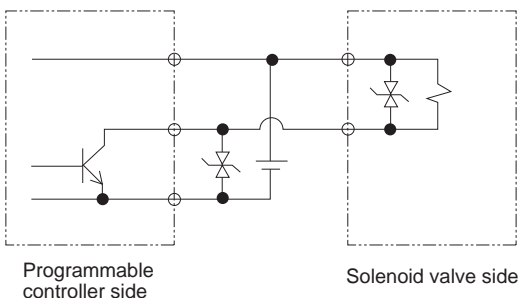 Programmable
controller side
Solenoid valve side